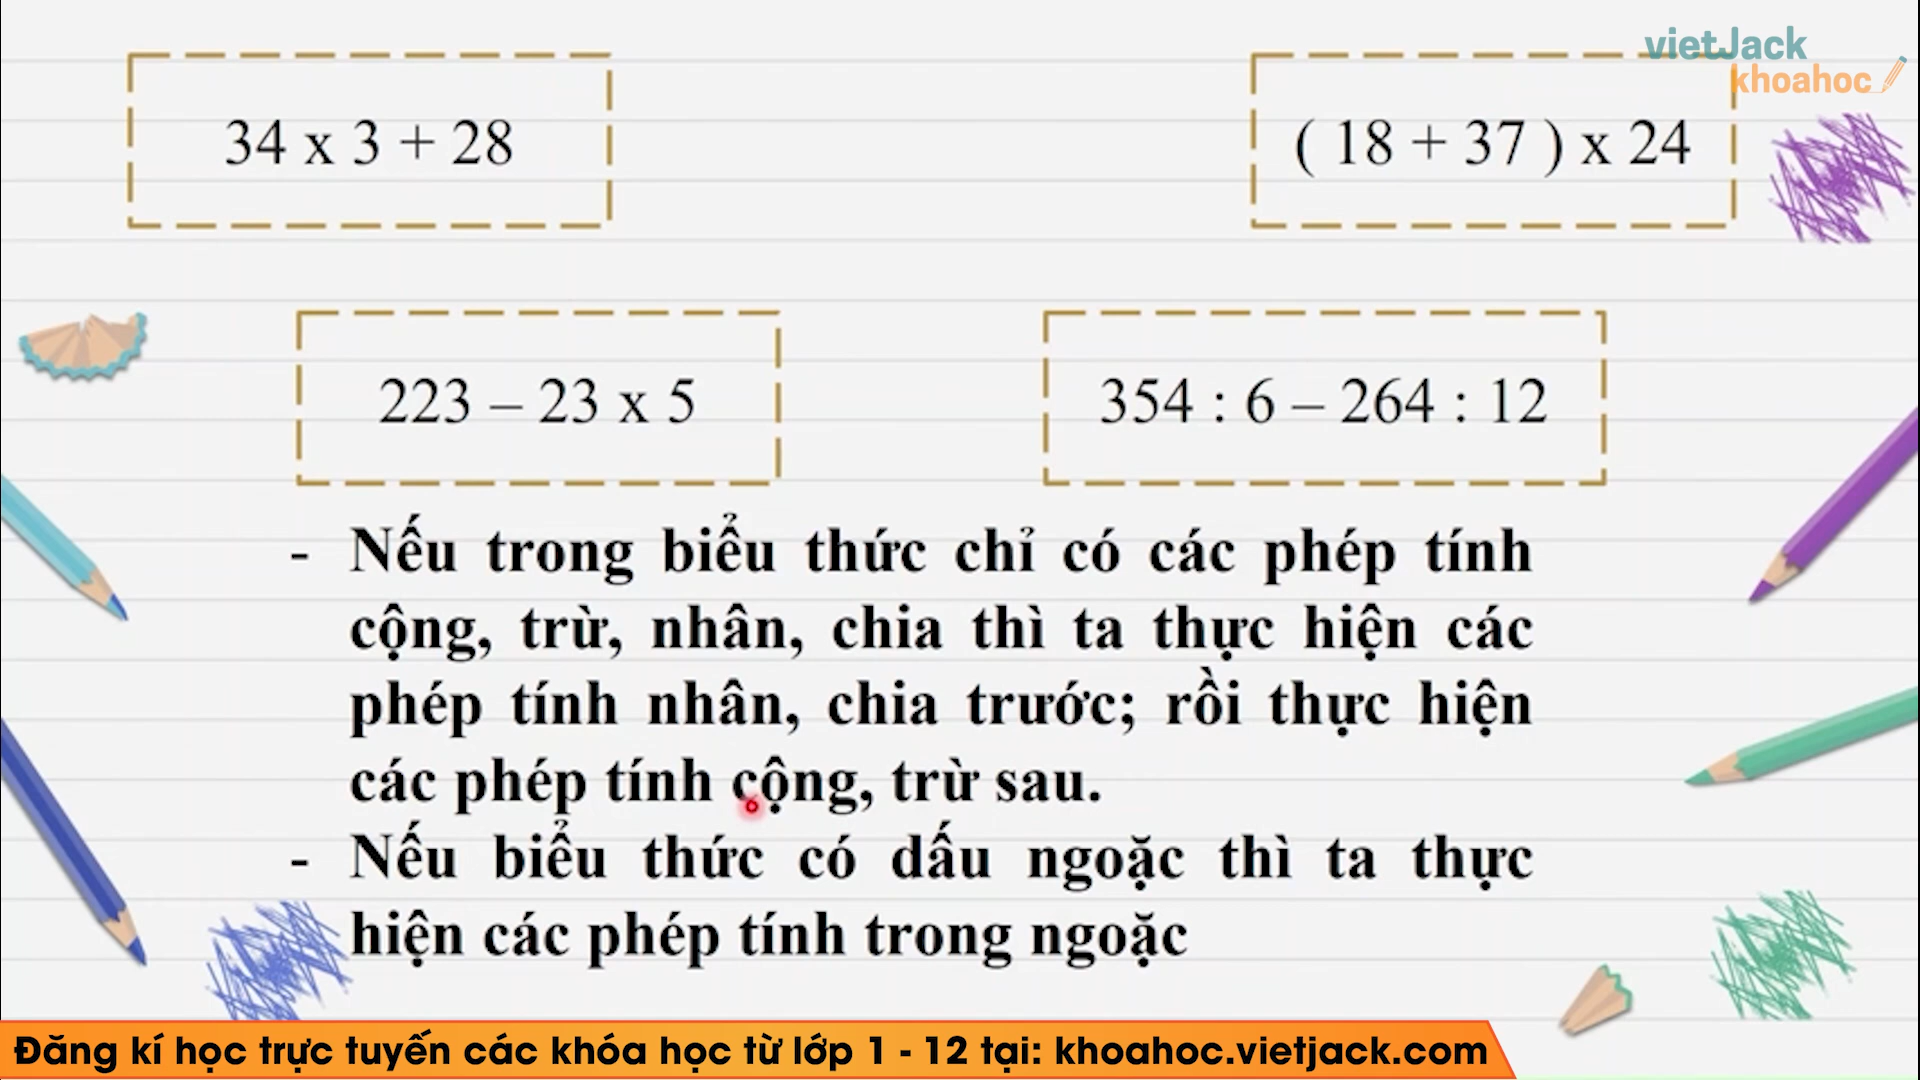 vietJack
khoahoc
34 x 3 + 28
( 18 + 37 ) x 24
223 – 23 x 5
354 : 6 – 264 : 12
- Nếu trong biểu thức chỉ có các phép tính
cộng, trừ, nhân, chia thì ta thực hiện các
phép tính nhân, chia trước; rồi thực hiện
các phép tính cộng, trừ sau.
- Nếu biểu thức có dấu ngoặc thì ta thực
hiện các phép tính trong ngoặc
Đăng kí học trực tuyến các khóa học từ lớp 1 - 12 tại: khoahoc.vietjack.com